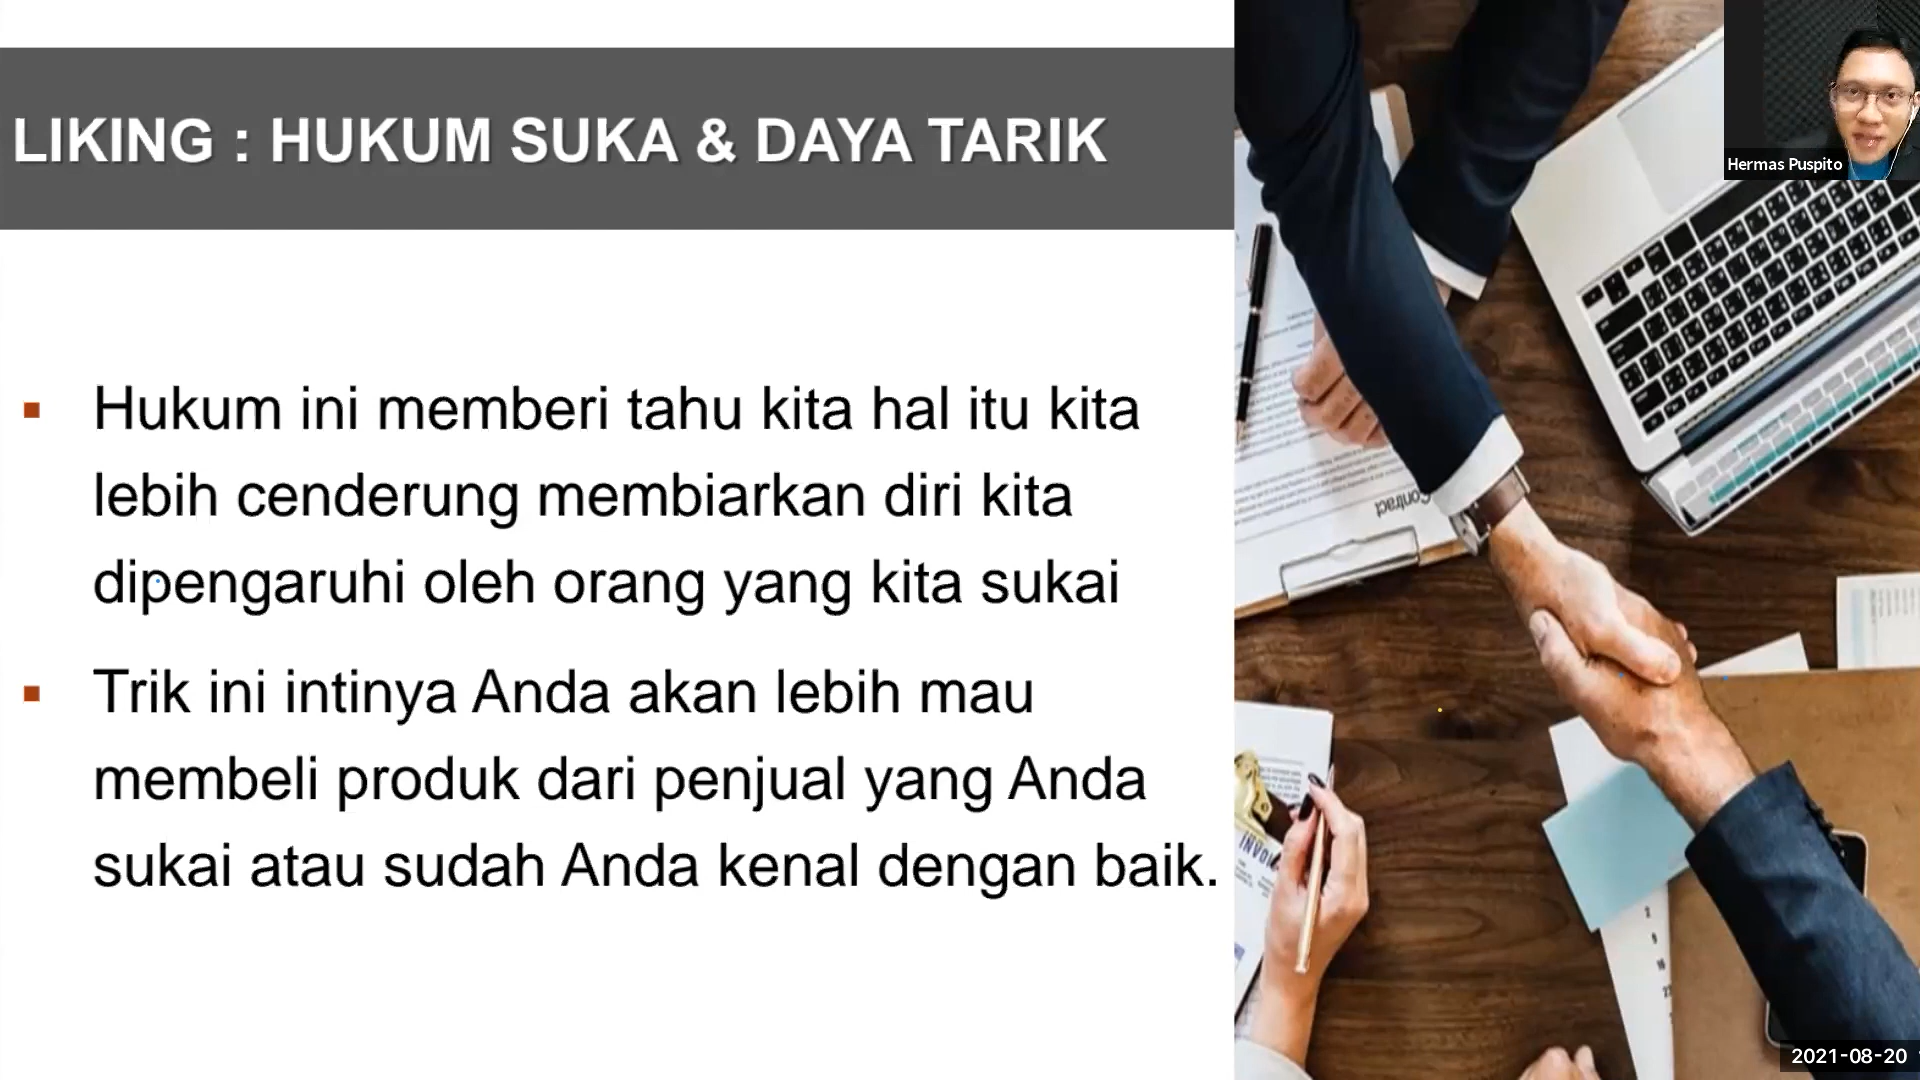 LIKING : HUKUM SUKA & DAYA TARIK
Hermas Puspito
▪ Hukum ini memberi tahu kita hal itu kita
lebih cenderung membiarkan diri kita
dipengaruhi oleh orang yang kita sukai
▪ Trik ini intinya Anda akan lebih mau
membeli produk dari penjual yang Anda
sukai atau sudah Anda kenal dengan baik.
Contract
2021-08-20